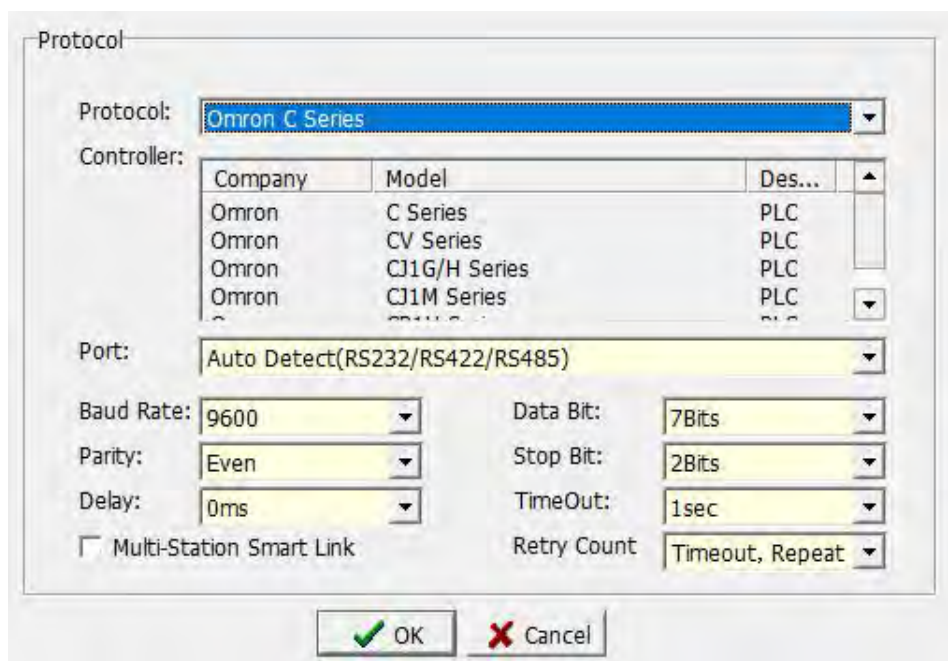 Protocol
Protocol: Omron C Series
Controller:
Company Model Des...
Omron C Series PLC
Omron CV Series PLC
Omron CJ1G/H Series PLC
Omron CJ1M Series PLC
Port: Auto Detect(RS232/RS422/RS485)
Baud Rate: 9600 Data Bit: 7Bits
Parity: Even Stop Bit: 2Bits
Delay: 0ms TimeOut: 1sec
Multi-Station Smart Link Retry Count Timeout, Repeat
OK Cancel